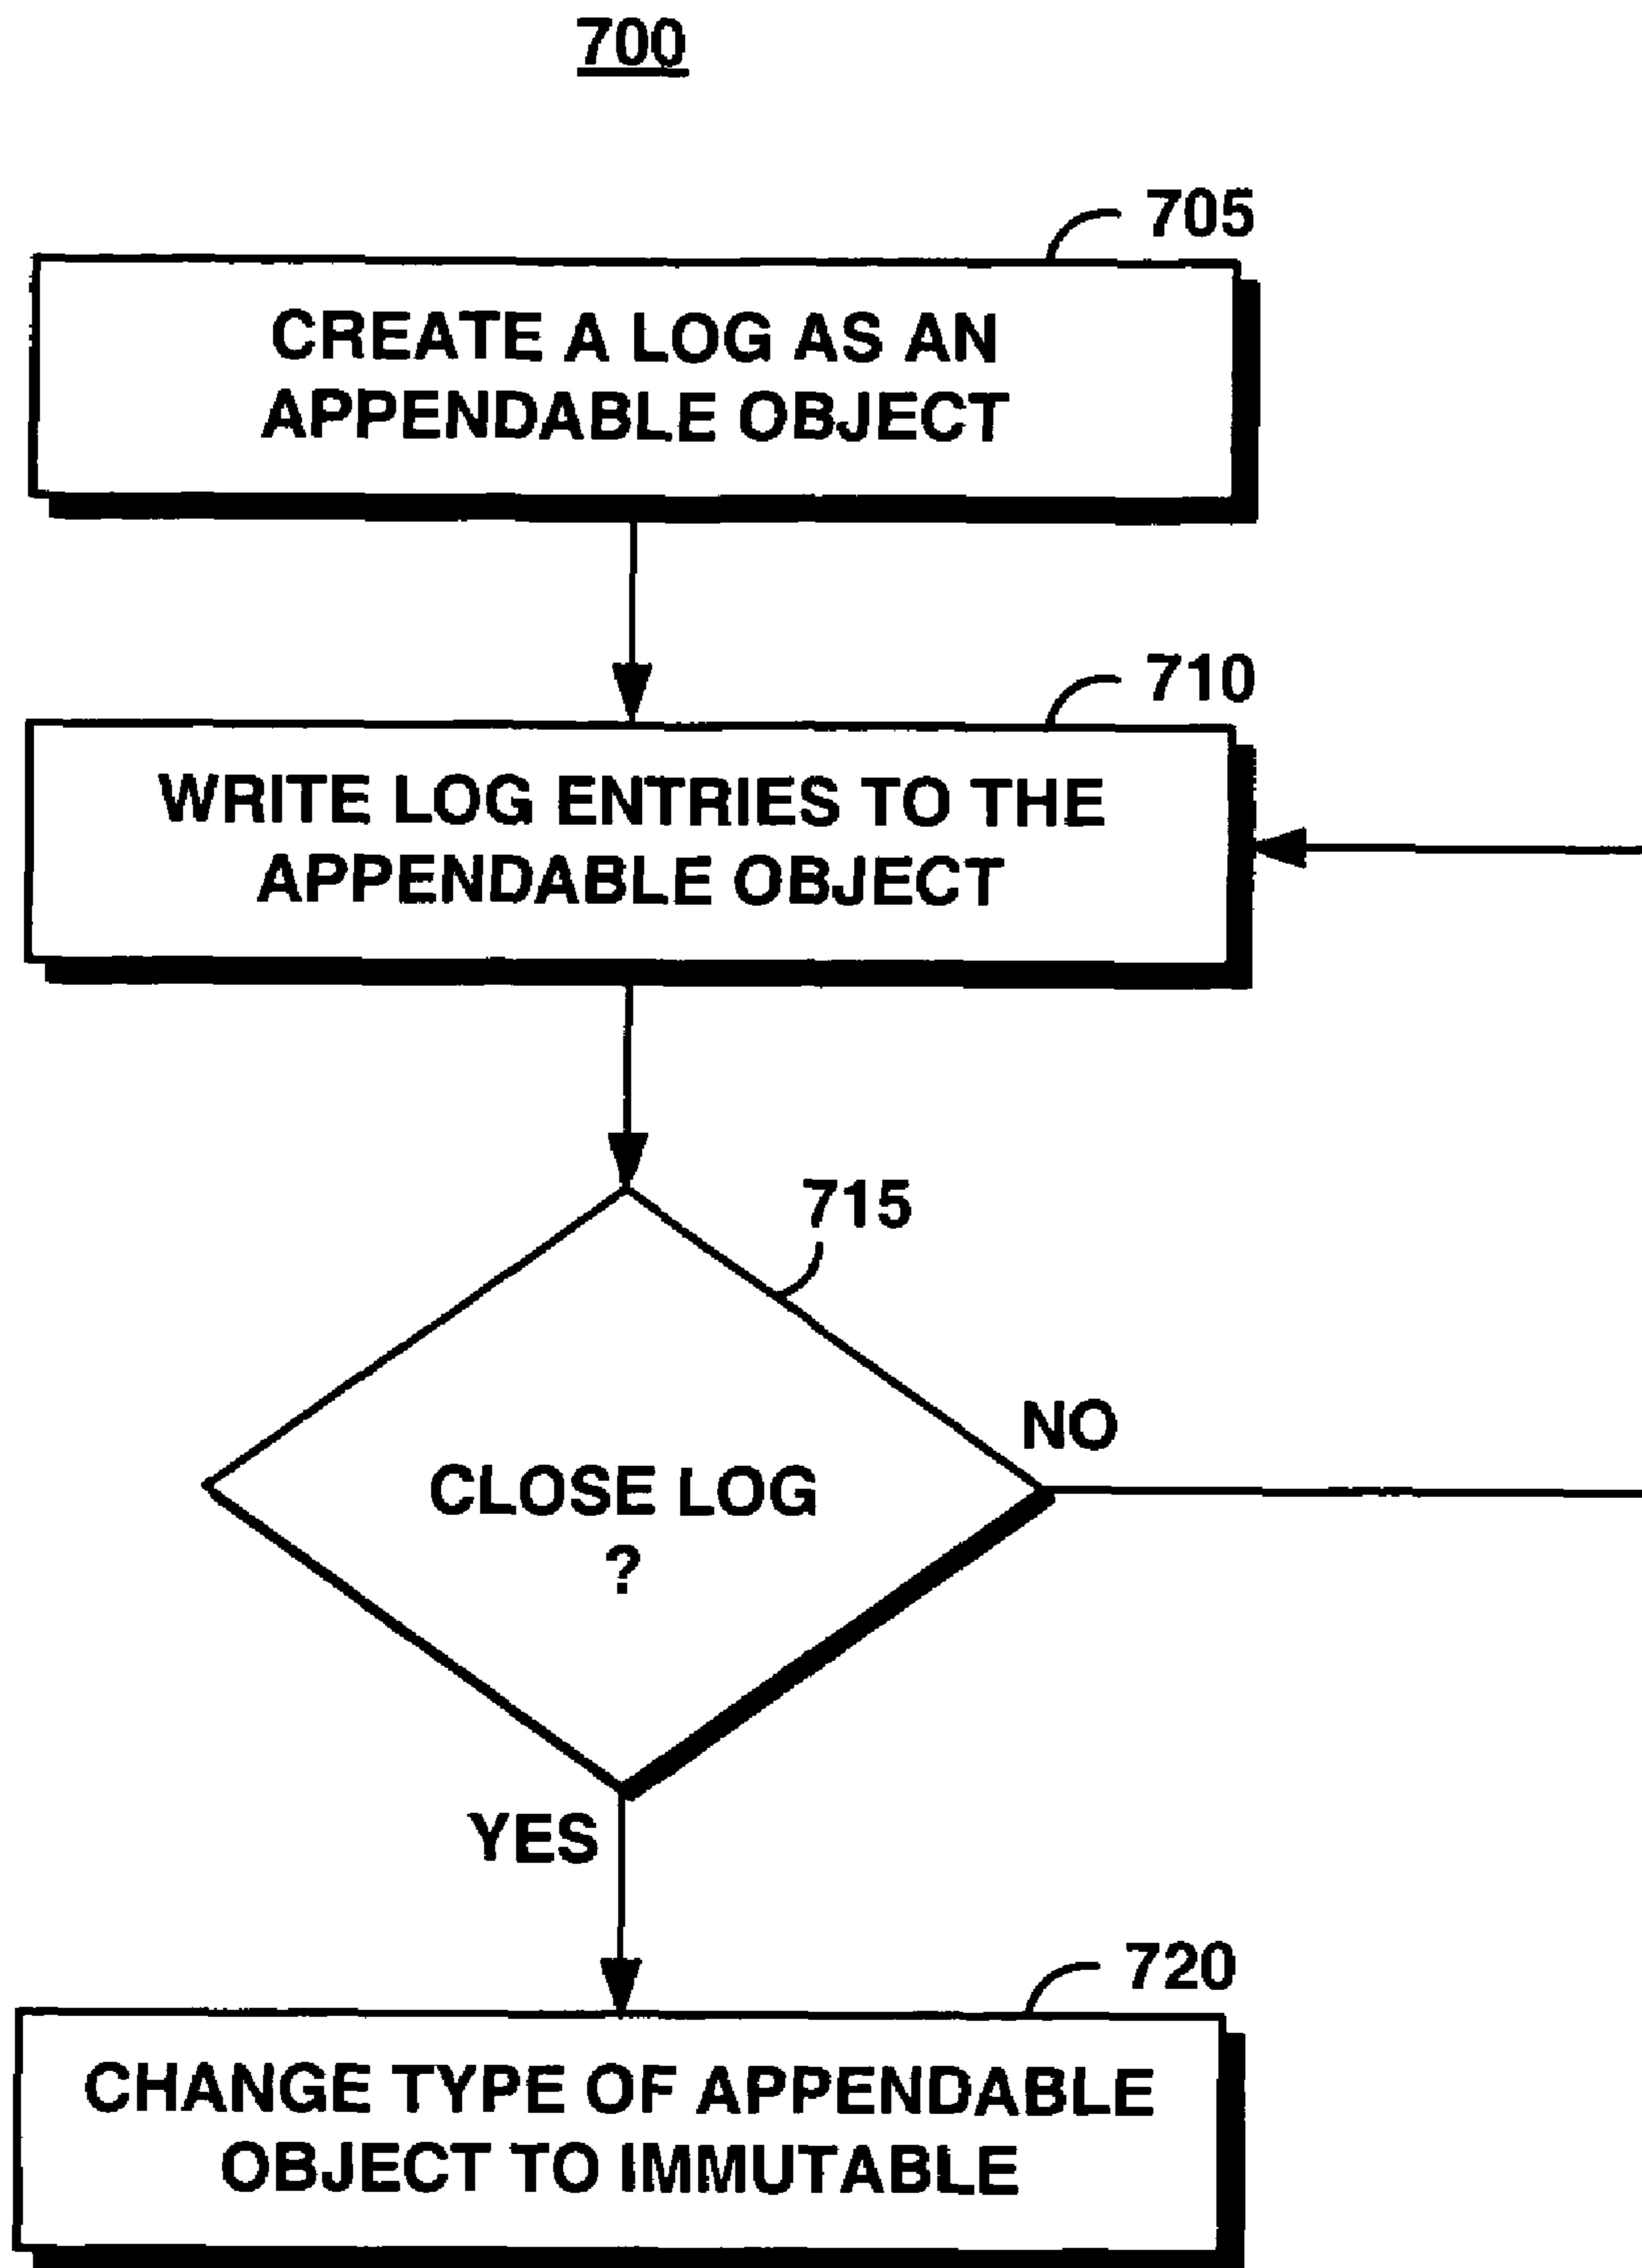 700
705
CREATE A LOG AS AN
APPENDABLE OBJECT
710
WRITE LOG ENTRIES TO THE
APPENDABLE OBJECT
715
NO
CLOSE LOG
?
YES
720
CHANGE TYPE OF APPENDABLE
OBJECT TO IMMUTABLE